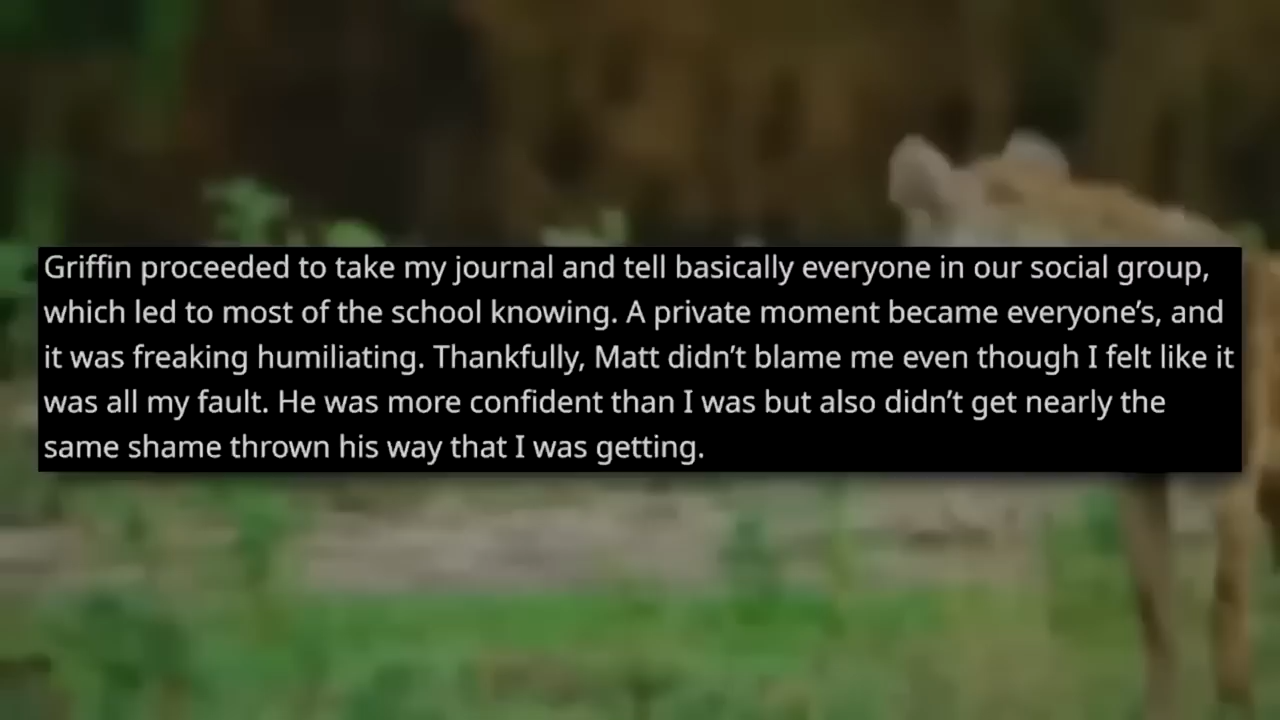 Griffin proceeded to take my journal and tell basically everyone in our social group,
which led to most of the school knowing. A private moment became everyone’s, and
it was freaking humiliating. Thankfully, Matt didn’t blame me even though I felt like it
was all my fault. He was more confident than I was but also didn’t get nearly the
same shame thrown his way that I was getting.